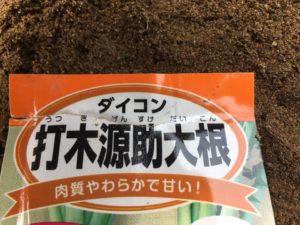 ダイコン
うつ ぎ げん すけ だい こん
打木源助大根
肉質やわらかで甘い！